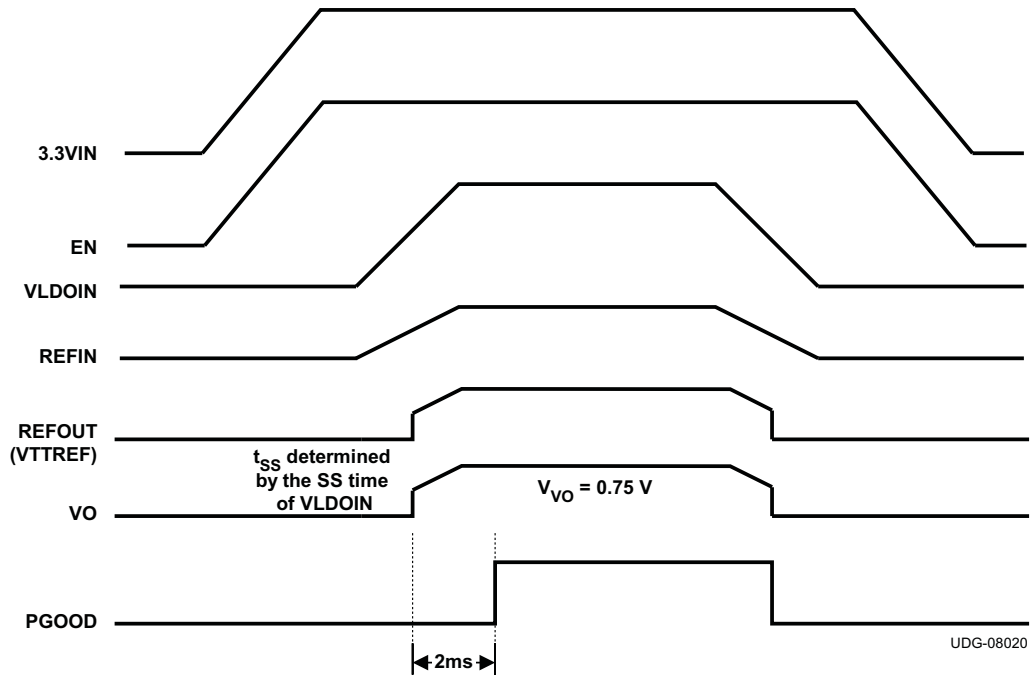 3.3VIN
EN
VLDOIN
REFIN
REFOUT
(VTTREF)
tSS determined
by the SS time
of VLDOIN
VVO = 0.75 V
VO
PGOOD
UDG-08020
2ms